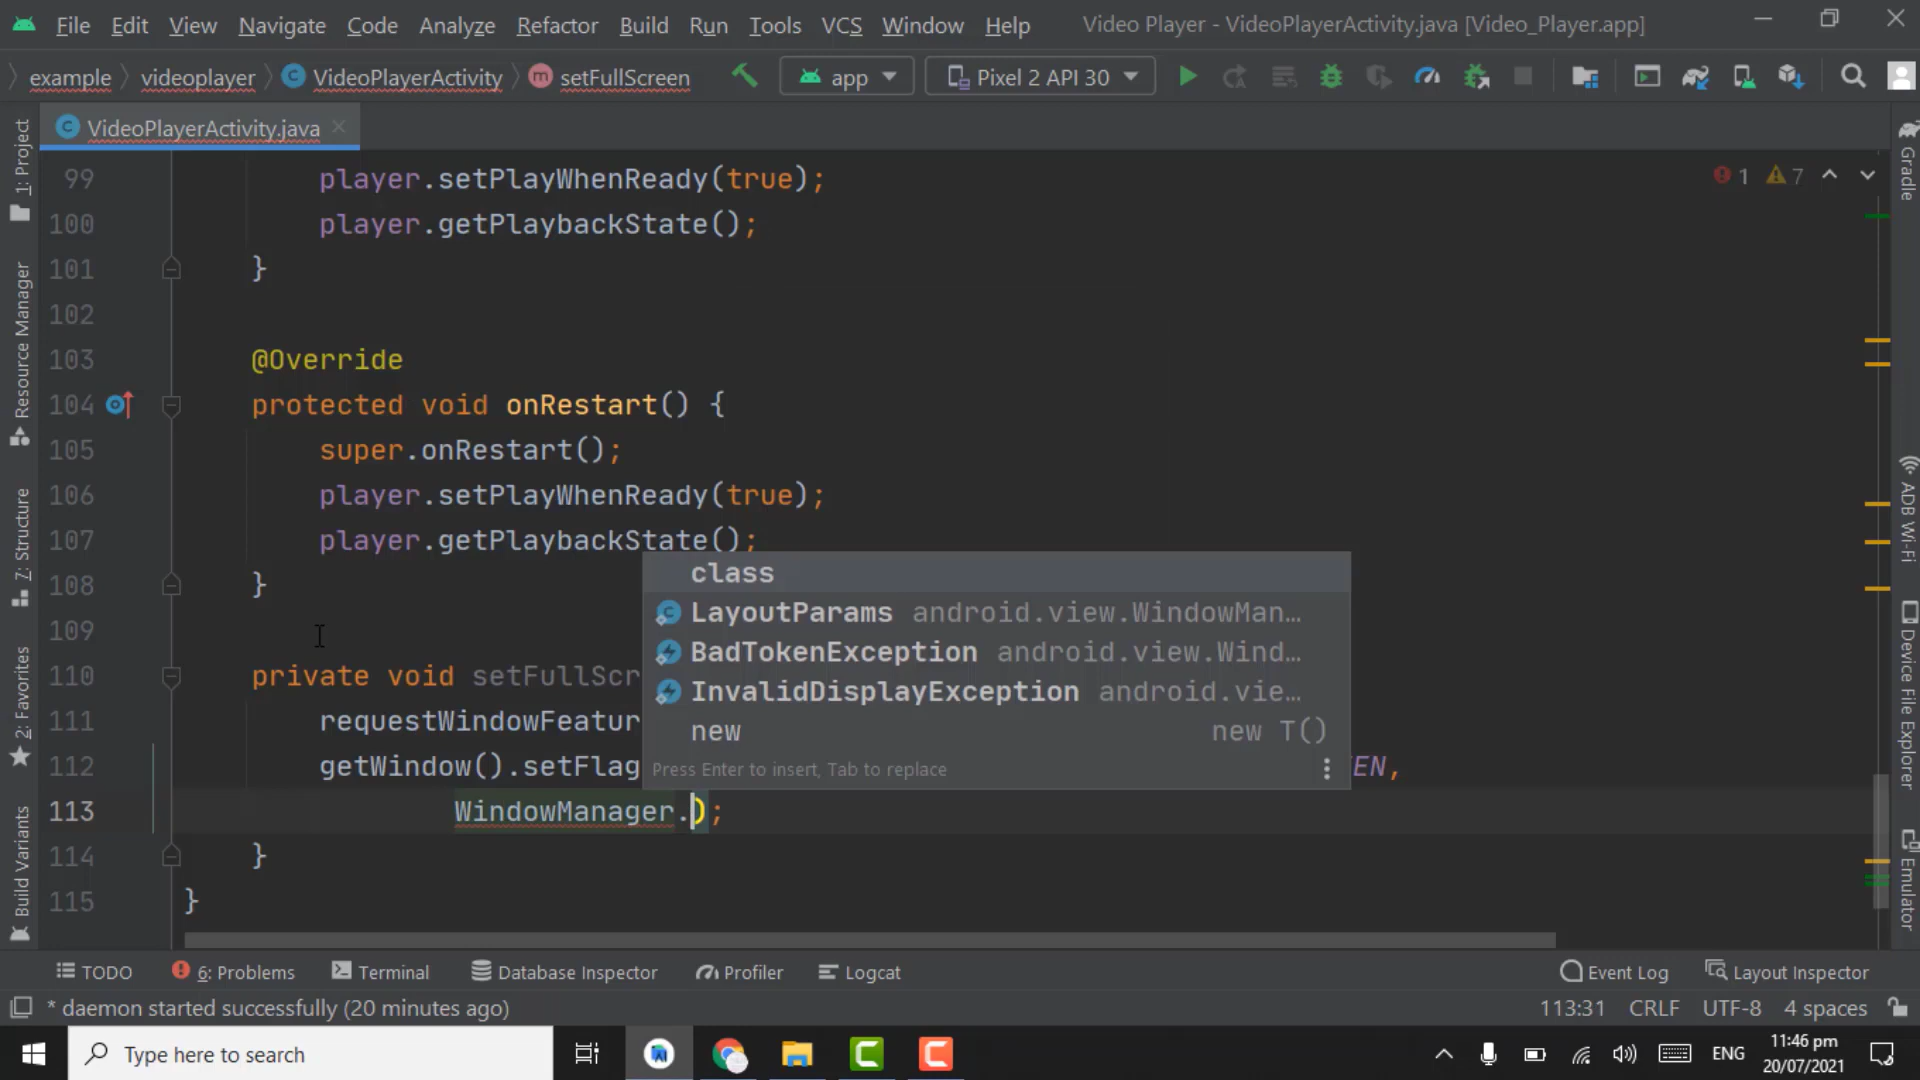 File Edit View Navigate Code Analyze Refactor Build Run Tools VCS Window Help Video Player - VideoPlayerActivity.java [Video_Player.app]
example videoplayer C VideoPlayerActivity m setFullScreen app Pixel 2 API 30
C VideoPlayerActivity.java
1 7
99 player.setPlayWhenReady(true);
100 player.getPlaybackState();
101 }
102
103 @Override
104 protected void onRestart() {
105 super.onRestart();
106 player.setPlayWhenReady(true);
107 player.getPlaybackState();
108 }
109
110 private void setFullScr
111 requestWindowFeatur
112 getWindow().setFlag EN,
113 WindowManager.);
114 }
115 }
class
LayoutParams android.view.WindowMan...
BadTokenException android.view.Wind...
InvalidDisplayException android.vie...
new new T()
Press Enter to insert, Tab to replace
1: Project
Resource Manager
7: Structure
2: Favorites
Build Variants
Gradle
ADB Wi-Fi
Device File Explorer
Emulator
TODO 6: Problems Terminal Database Inspector Profiler Logcat Event Log Layout Inspector
* daemon started successfully (20 minutes ago) 113:31 CRLF UTF-8 4 spaces
Type here to search ENG 11:46 pm
20/07/2021